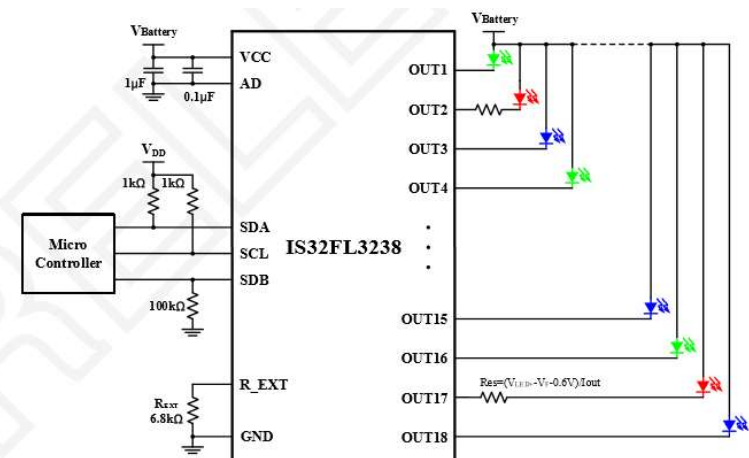 VBattery
VCC
1μF
0.1μF
AD
VDD
1kΩ 1kΩ
Micro
Controller
SDA
SCL
SDB
100kΩ
R_EXT
REXT
6.8kΩ
GND
IS32FL3238
VBattery
OUT1
OUT2
OUT3
OUT4
OUT15
OUT16
OUT17
Res=(VLED+-VF-0.6V)/Iout
OUT18